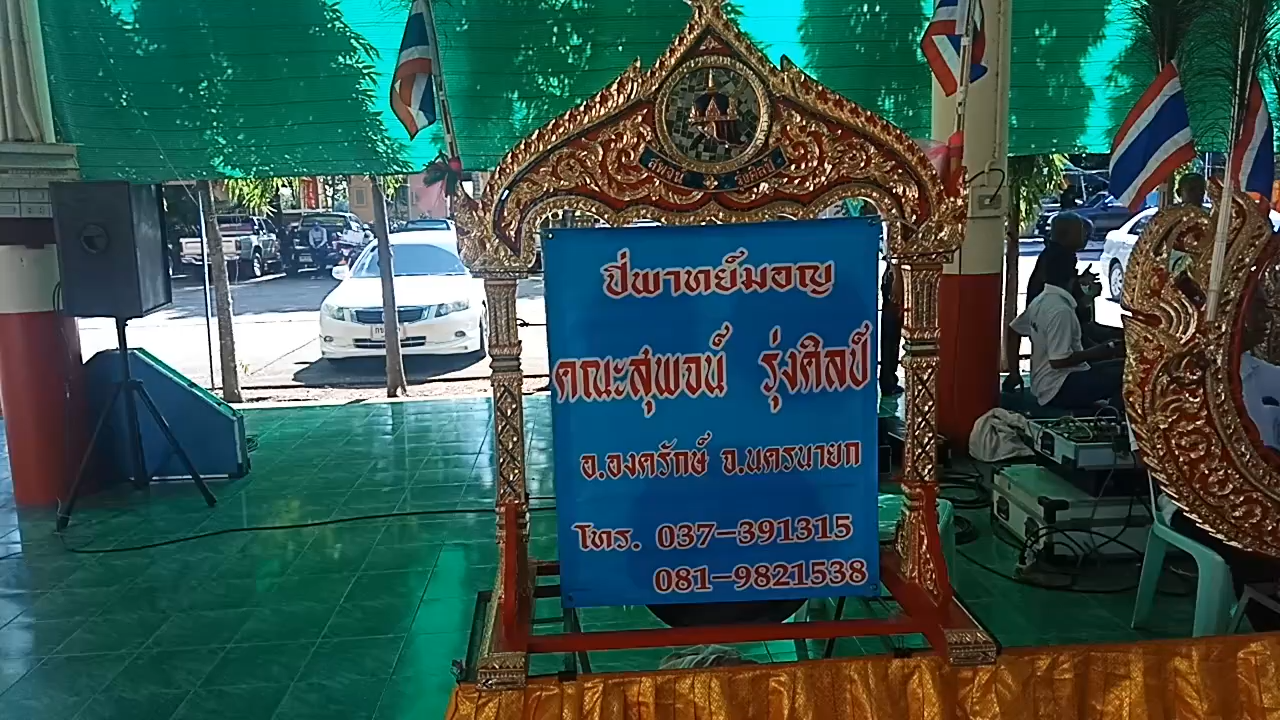 ปี่พาทย์มอญ
คณะสุพจน์ รุ่งศิลป์
อ.องครักษ์ จ.นครนายก
โทร. 037-391315
081-9821538